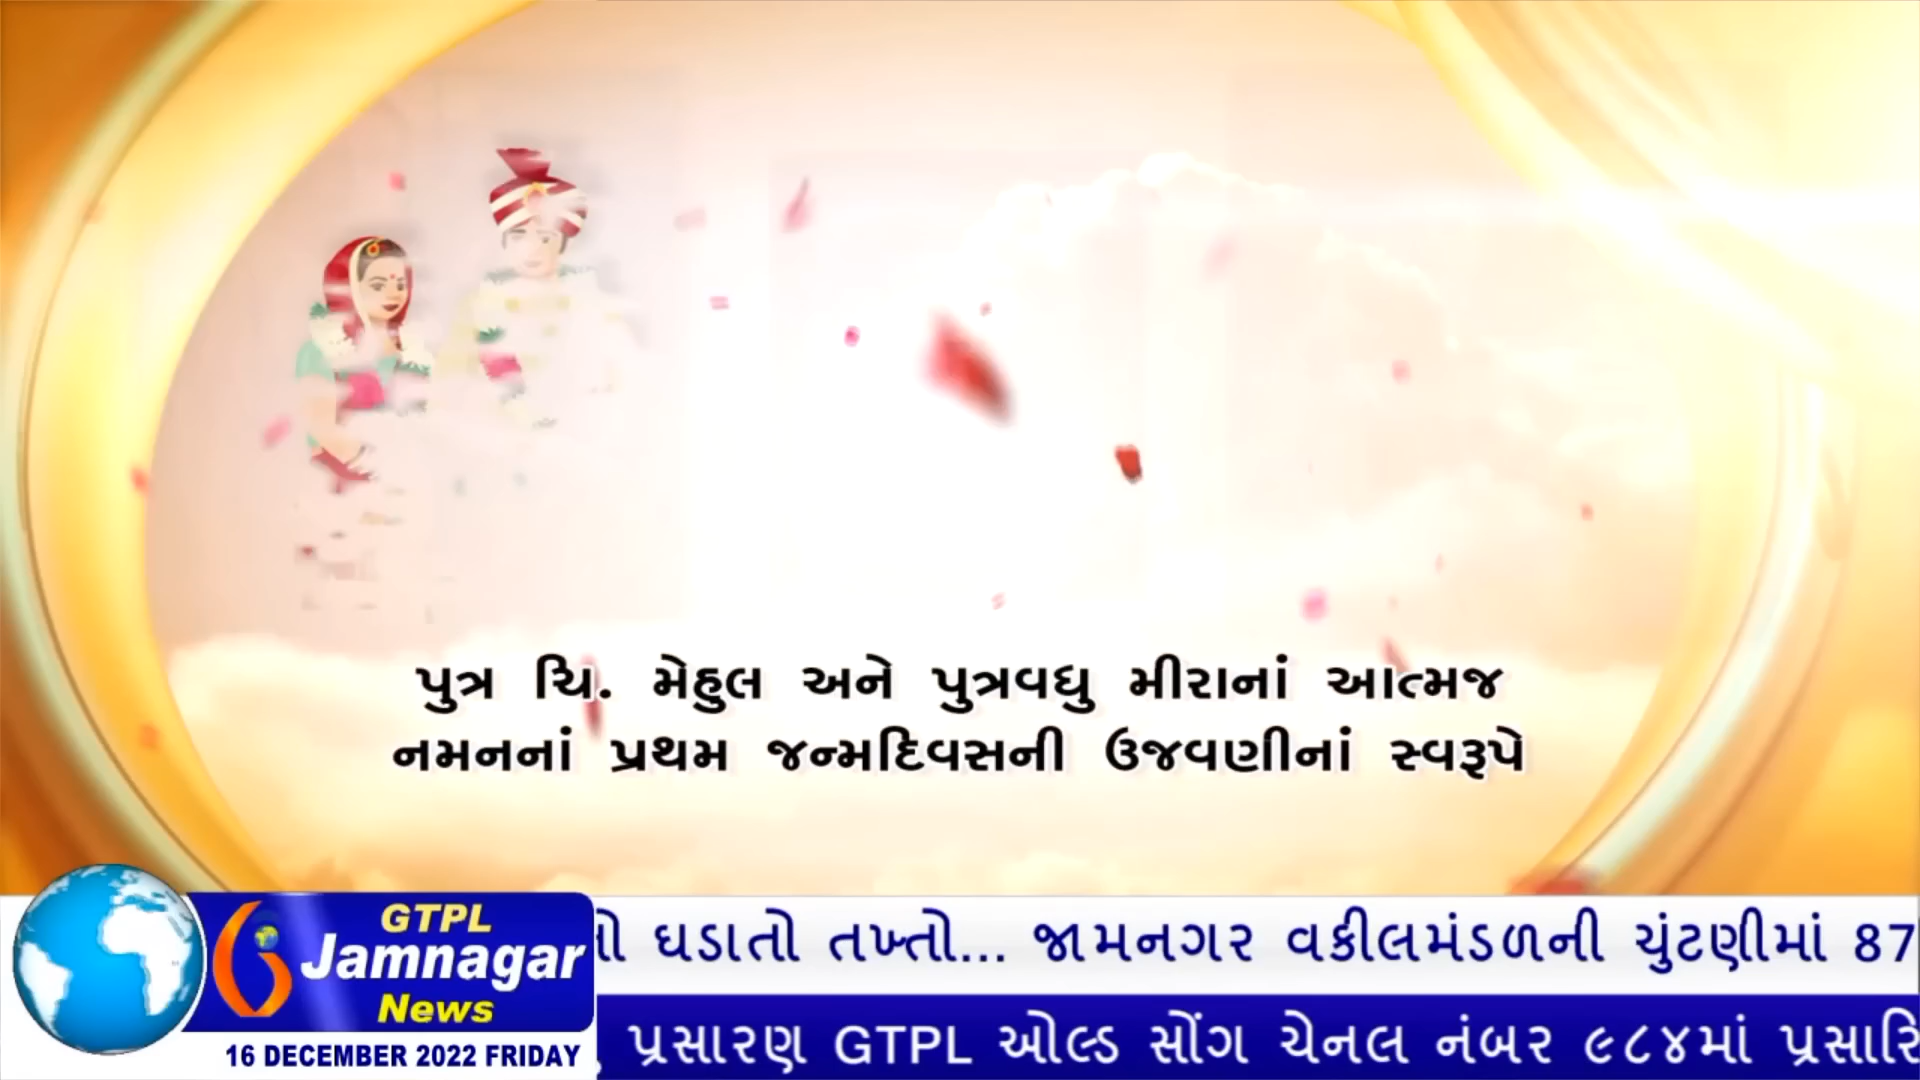 પુત્ર ચિ. મેહુલ અને પુત્રવધુ મીરાનાં આત્મજ
નમનનાં પ્રથમ જન્મદિવસની ઉજવણીનાં સ્વરૂપે
GTPL
Jamnagar
News
16 DECEMBER 2022 FRIDAY
ઘડાતો તખ્તો... જામનગર વકીલમંડળની ચુંટણીમાં 87
પ્રસારણ GTPL ઓલ્ડ સોંગ ચેનલ નંબર ૯૮૪માં